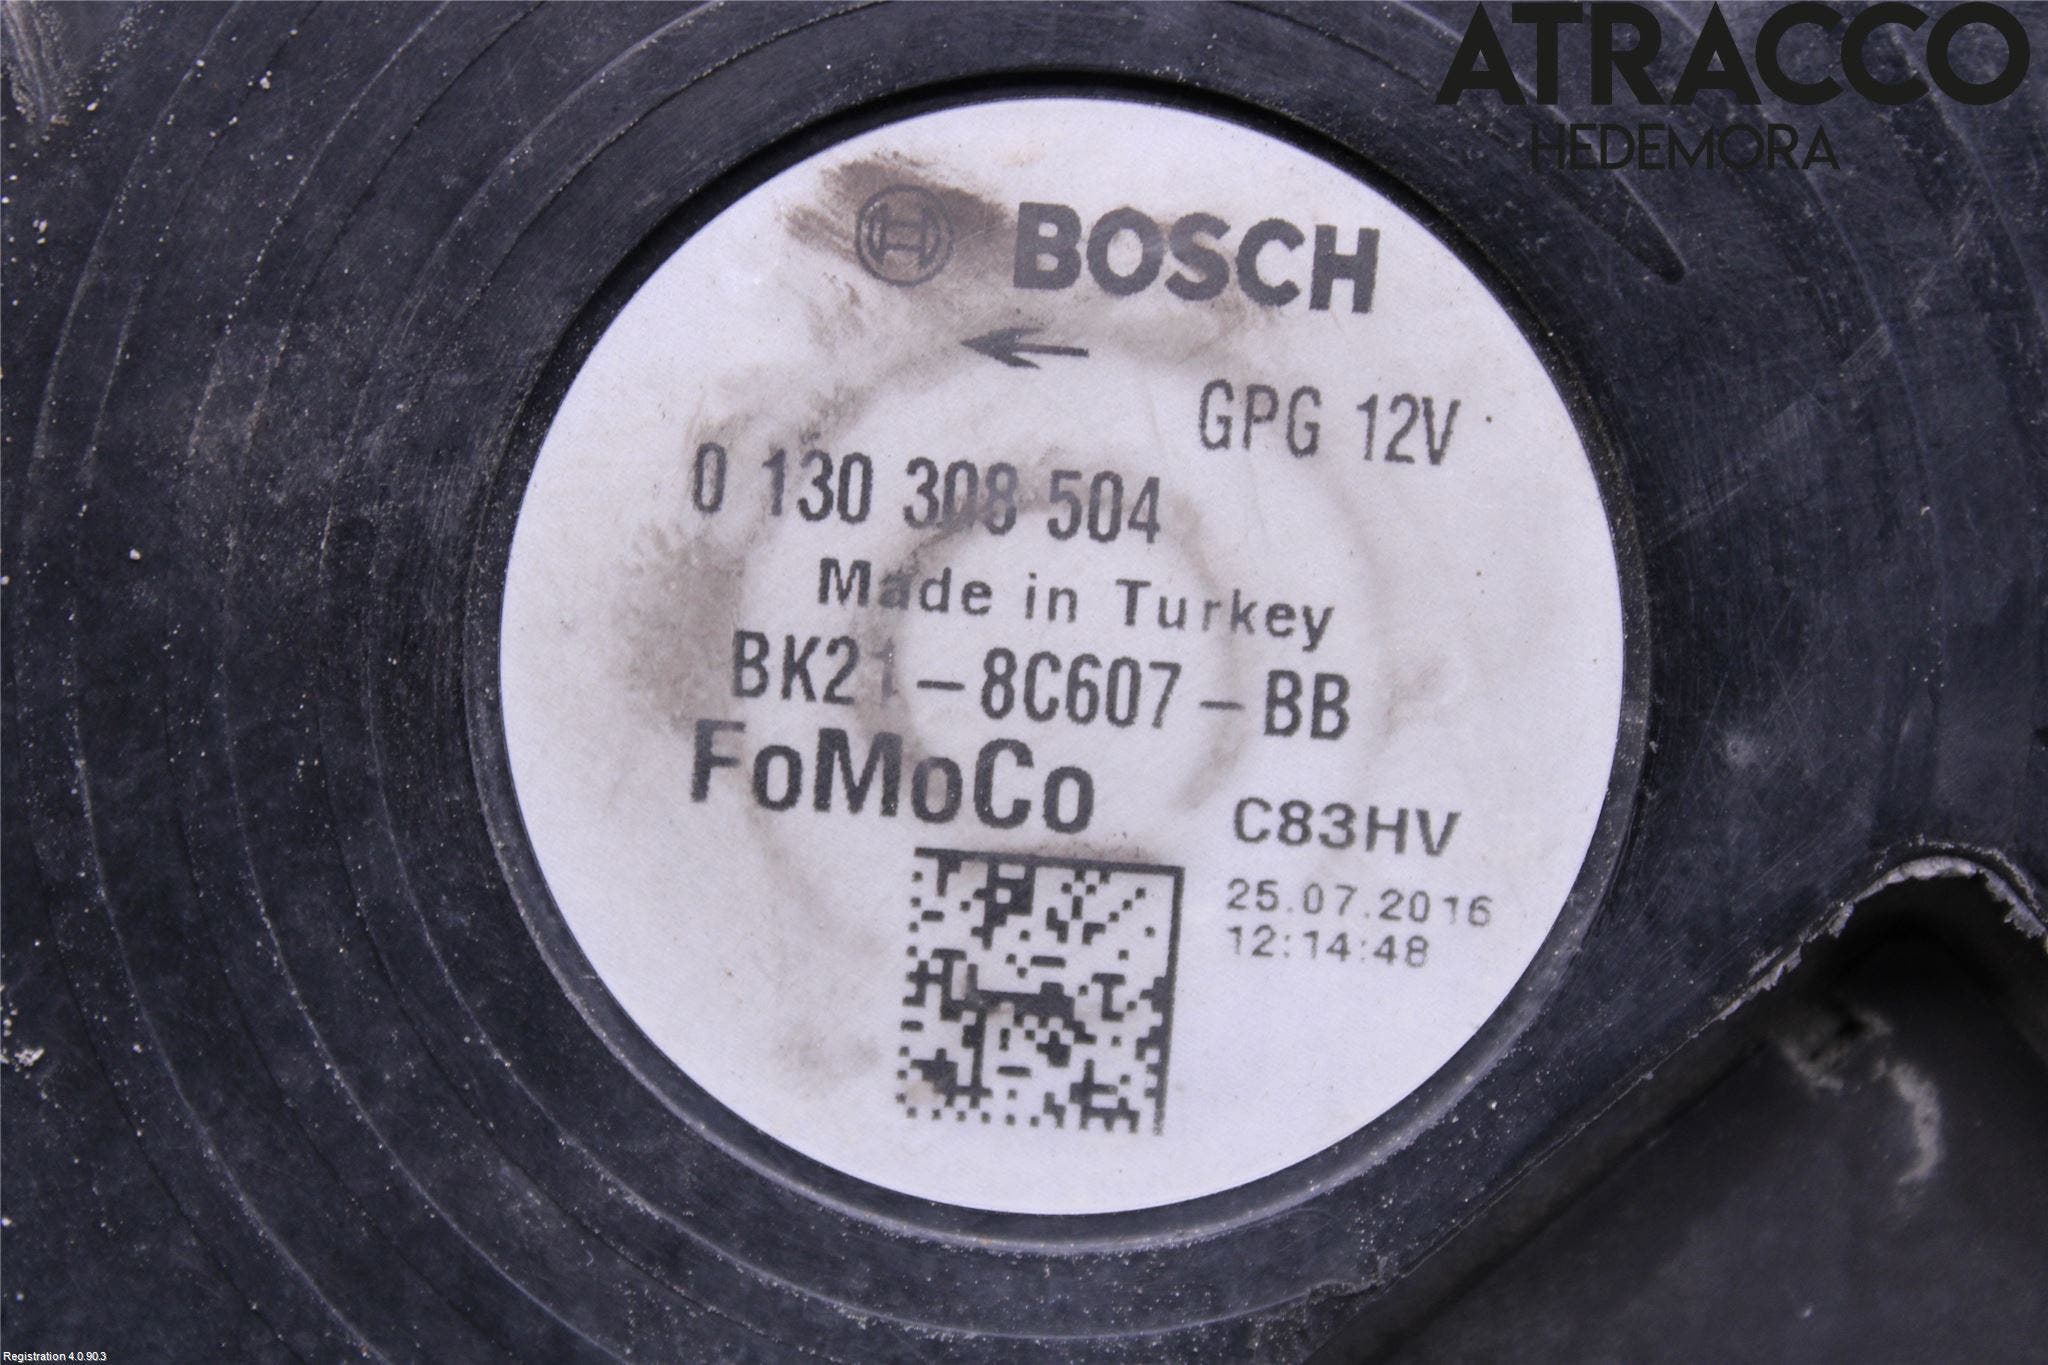 ATRACCO
HEDEMORA
BOSCH
GPG 12V
0 130 308 504
Made in Turkey
BK21-8C607-BB
FoMoCo
C83HV
25.07.2016
12:14:48
Registration 4.0.90.3